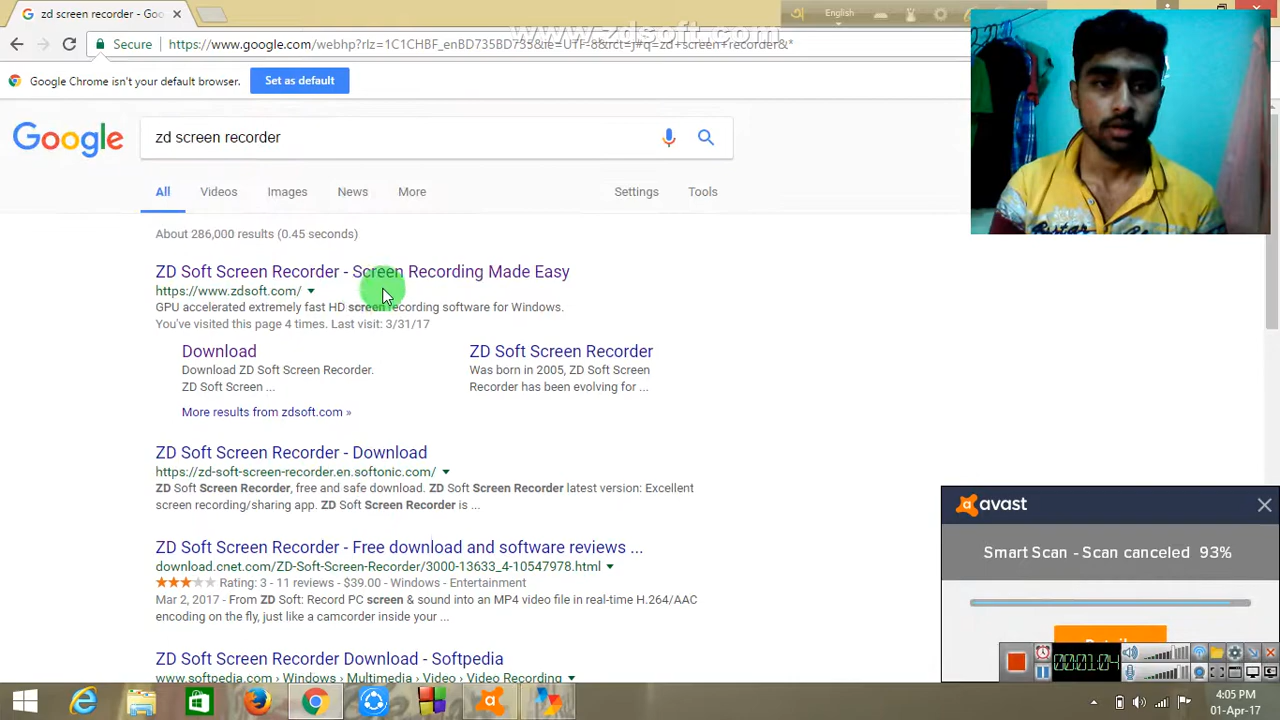 zd screen recorder - Goo
English
www.zdsoft.com
Secure
https://www.google.com/webhp?rlz=1C1CHBF_enBD735BD735&ie=UTF-8&rct=j#q=zd+screen+recorder&*
Google Chrome isn't your default browser.
Set as default
Google
zd screen recorder
All
Videos
Images
News
More
Settings
Tools
About 286,000 results (0.45 seconds)
ZD Soft Screen Recorder - Screen Recording Made Easy
https://www.zdsoft.com/
GPU accelerated extremely fast HD screen recording software for Windows.
You've visited this page 4 times. Last visit: 3/31/17
Download
Download ZD Soft Screen Recorder.
ZD Soft Screen ...
ZD Soft Screen Recorder
Was born in 2005, ZD Soft Screen
Recorder has been evolving for ...
More results from zdsoft.com »
ZD Soft Screen Recorder - Download
https://zd-soft-screen-recorder.en.softonic.com/
ZD Soft Screen Recorder, free and safe download. ZD Soft Screen Recorder latest version: Excellent
screen recording/sharing app. ZD Soft Screen Recorder is ...
ZD Soft Screen Recorder - Free download and software reviews ...
download.cnet.com/ZD-Soft-Screen-Recorder/3000-13633_4-10547978.html
Rating: 3 - 11 reviews - $39.00 - Windows - Entertainment
Mar 2, 2017 - From ZD Soft: Record PC screen & sound into an MP4 video file in real-time H.264/AAC
encoding on the fly, just like a camcorder inside your ...
ZD Soft Screen Recorder Download - Softpedia
www.softpedia.com › Windows › Multimedia › Video › Video Recording
avast
Smart Scan - Scan canceled 93%
00:01:04
4:05 PM
01-Apr-17